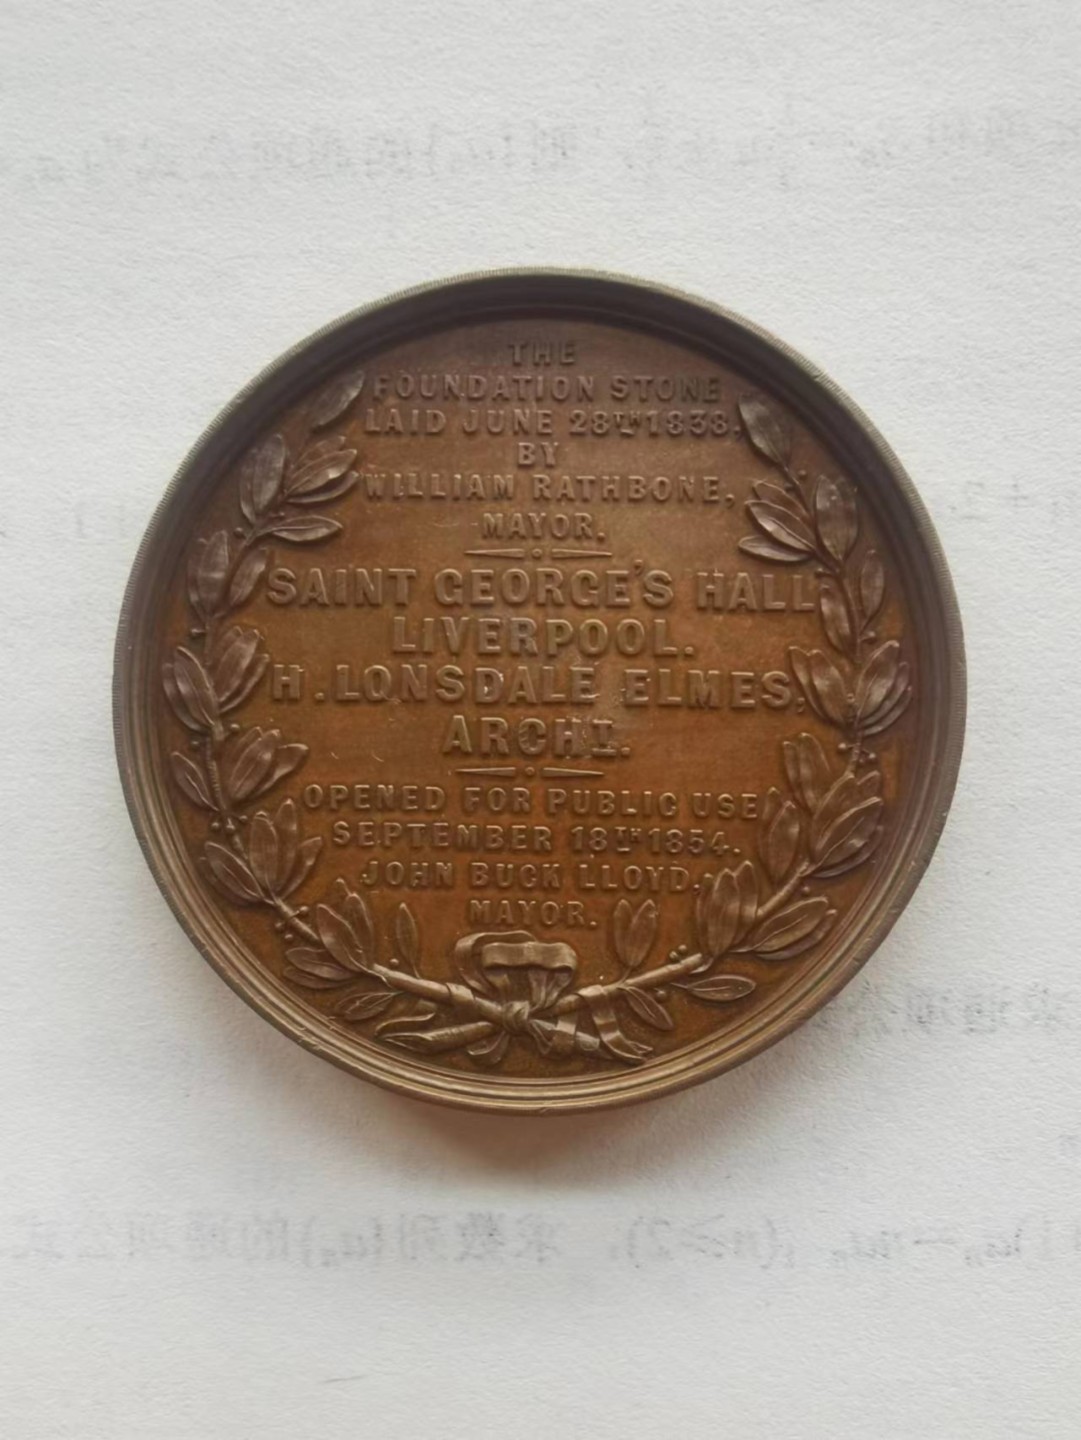 THE
FOUNDATION STONE
LAID JUNE 28TH 1838,
BY
WILLIAM RATHBONE,
MAYOR.
SAINT GEORGE'S HALL
LIVERPOOL.
H. LONSDALE ELMES,
ARCHT.
OPENED FOR PUBLIC USE
SEPTEMBER 18TH 1854.
JOHN BUCK LLOYD,
MAYOR.